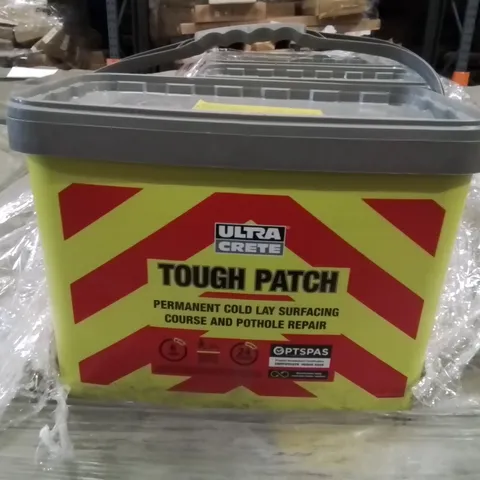 ULTRA
CRETE
TOUGH PATCH
PERMANENT COLD LAY SURFACING
COURSE AND POTHOLE REPAIR
PTSPAS